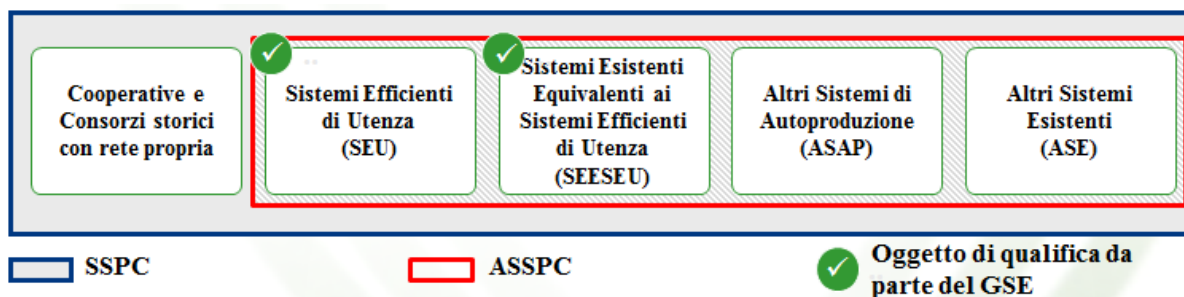 Cooperative e
Consorzi storici
con rete propria
Sistemi Efficienti
di Utenza
(SEU)
Sistemi Esistenti
Equivalenti ai
Sistemi Efficienti
di Utenza
(SEESEU)
Altri Sistemi di
Autoproduzione
(ASAP)
Altri Sistemi
Esistenti
(ASE)
SSPC
ASSPC
Oggetto di qualifica da
parte del GSE